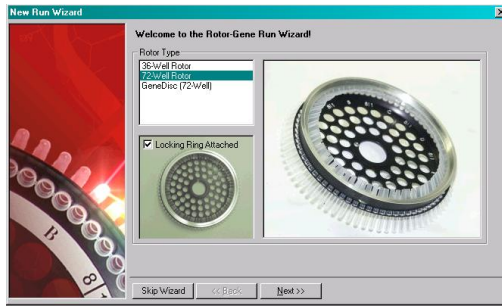 New Run Wizard
Welcome to the Rotor-Gene Run Wizard!
Rotor Type
36-Well Rotor
72-Well Rotor
GeneDisc (72-Well)
Locking Ring Attached
B
8
Skip Wizard
<< Back
Next >>